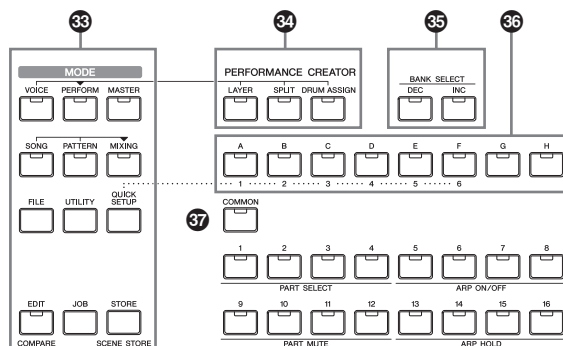 33 34 35 36
MODE PERFORMANCE CREATOR BANK SELECT
VOICE PERFORM MASTER LAYER SPLIT DRUM ASSIGN DEC INC
SONG PATTERN MIXING A B C D E F G H
1 2 3 4 5 6
FILE UTILITY QUICK SETUP 37 COMMON
1 2 3 4 5 6 7 8
PART SELECT ARP ON/OFF
EDIT JOB STORE 9 10 11 12 13 14 15 16
COMPARE SCENE STORE PART MUTE ARP HOLD